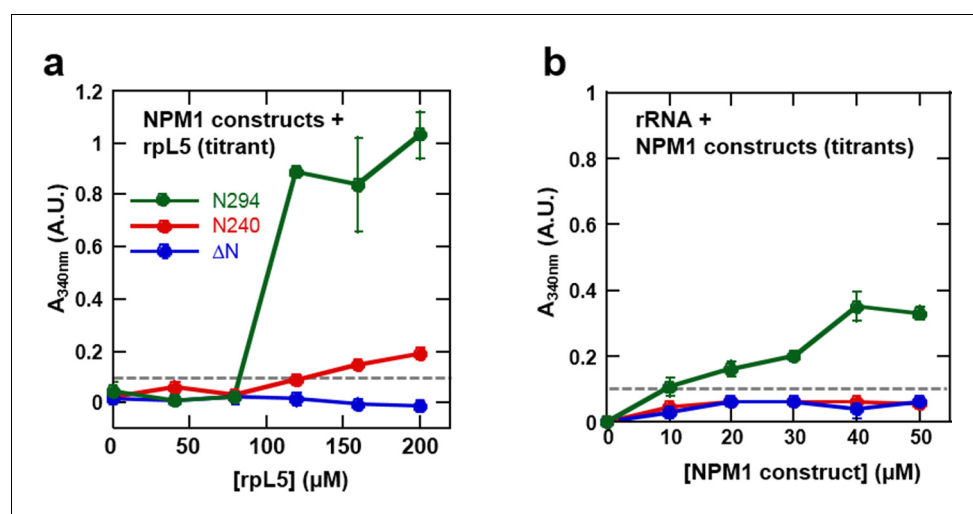 a
NPM1 constructs +
rpL5 (titrant)
N294
N240
ΔN
A340nm (A.U.)
1.2
1
0.8
0.6
0.4
0.2
0
0 50 100 150 200
[rpL5] (µM)
b
rRNA +
NPM1 constructs (titrants)
A340nm (A.U.)
1
0.8
0.6
0.4
0.2
0
0 10 20 30 40 50
[NPM1 construct] (µM)